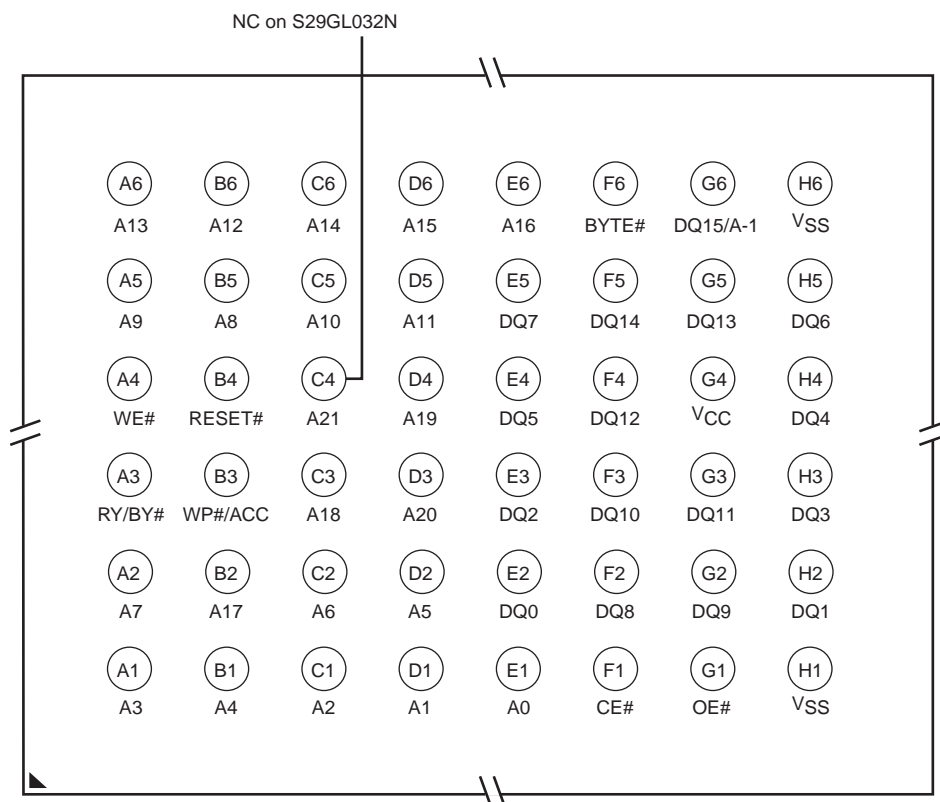 NC on S29GL032N
A6 B6 C6 D6 E6 F6 G6 H6
A13 A12 A14 A15 A16 BYTE# DQ15/A-1 VSS
A5 B5 C5 D5 E5 F5 G5 H5
A9 A8 A10 A11 DQ7 DQ14 DQ13 DQ6
A4 B4 C4 D4 E4 F4 G4 H4
WE# RESET# A21 A19 DQ5 DQ12 VCC DQ4
A3 B3 C3 D3 E3 F3 G3 H3
RY/BY# WP#/ACC A18 A20 DQ2 DQ10 DQ11 DQ3
A2 B2 C2 D2 E2 F2 G2 H2
A7 A17 A6 A5 DQ0 DQ8 DQ9 DQ1
A1 B1 C1 D1 E1 F1 G1 H1
A3 A4 A2 A1 A0 CE# OE# VSS